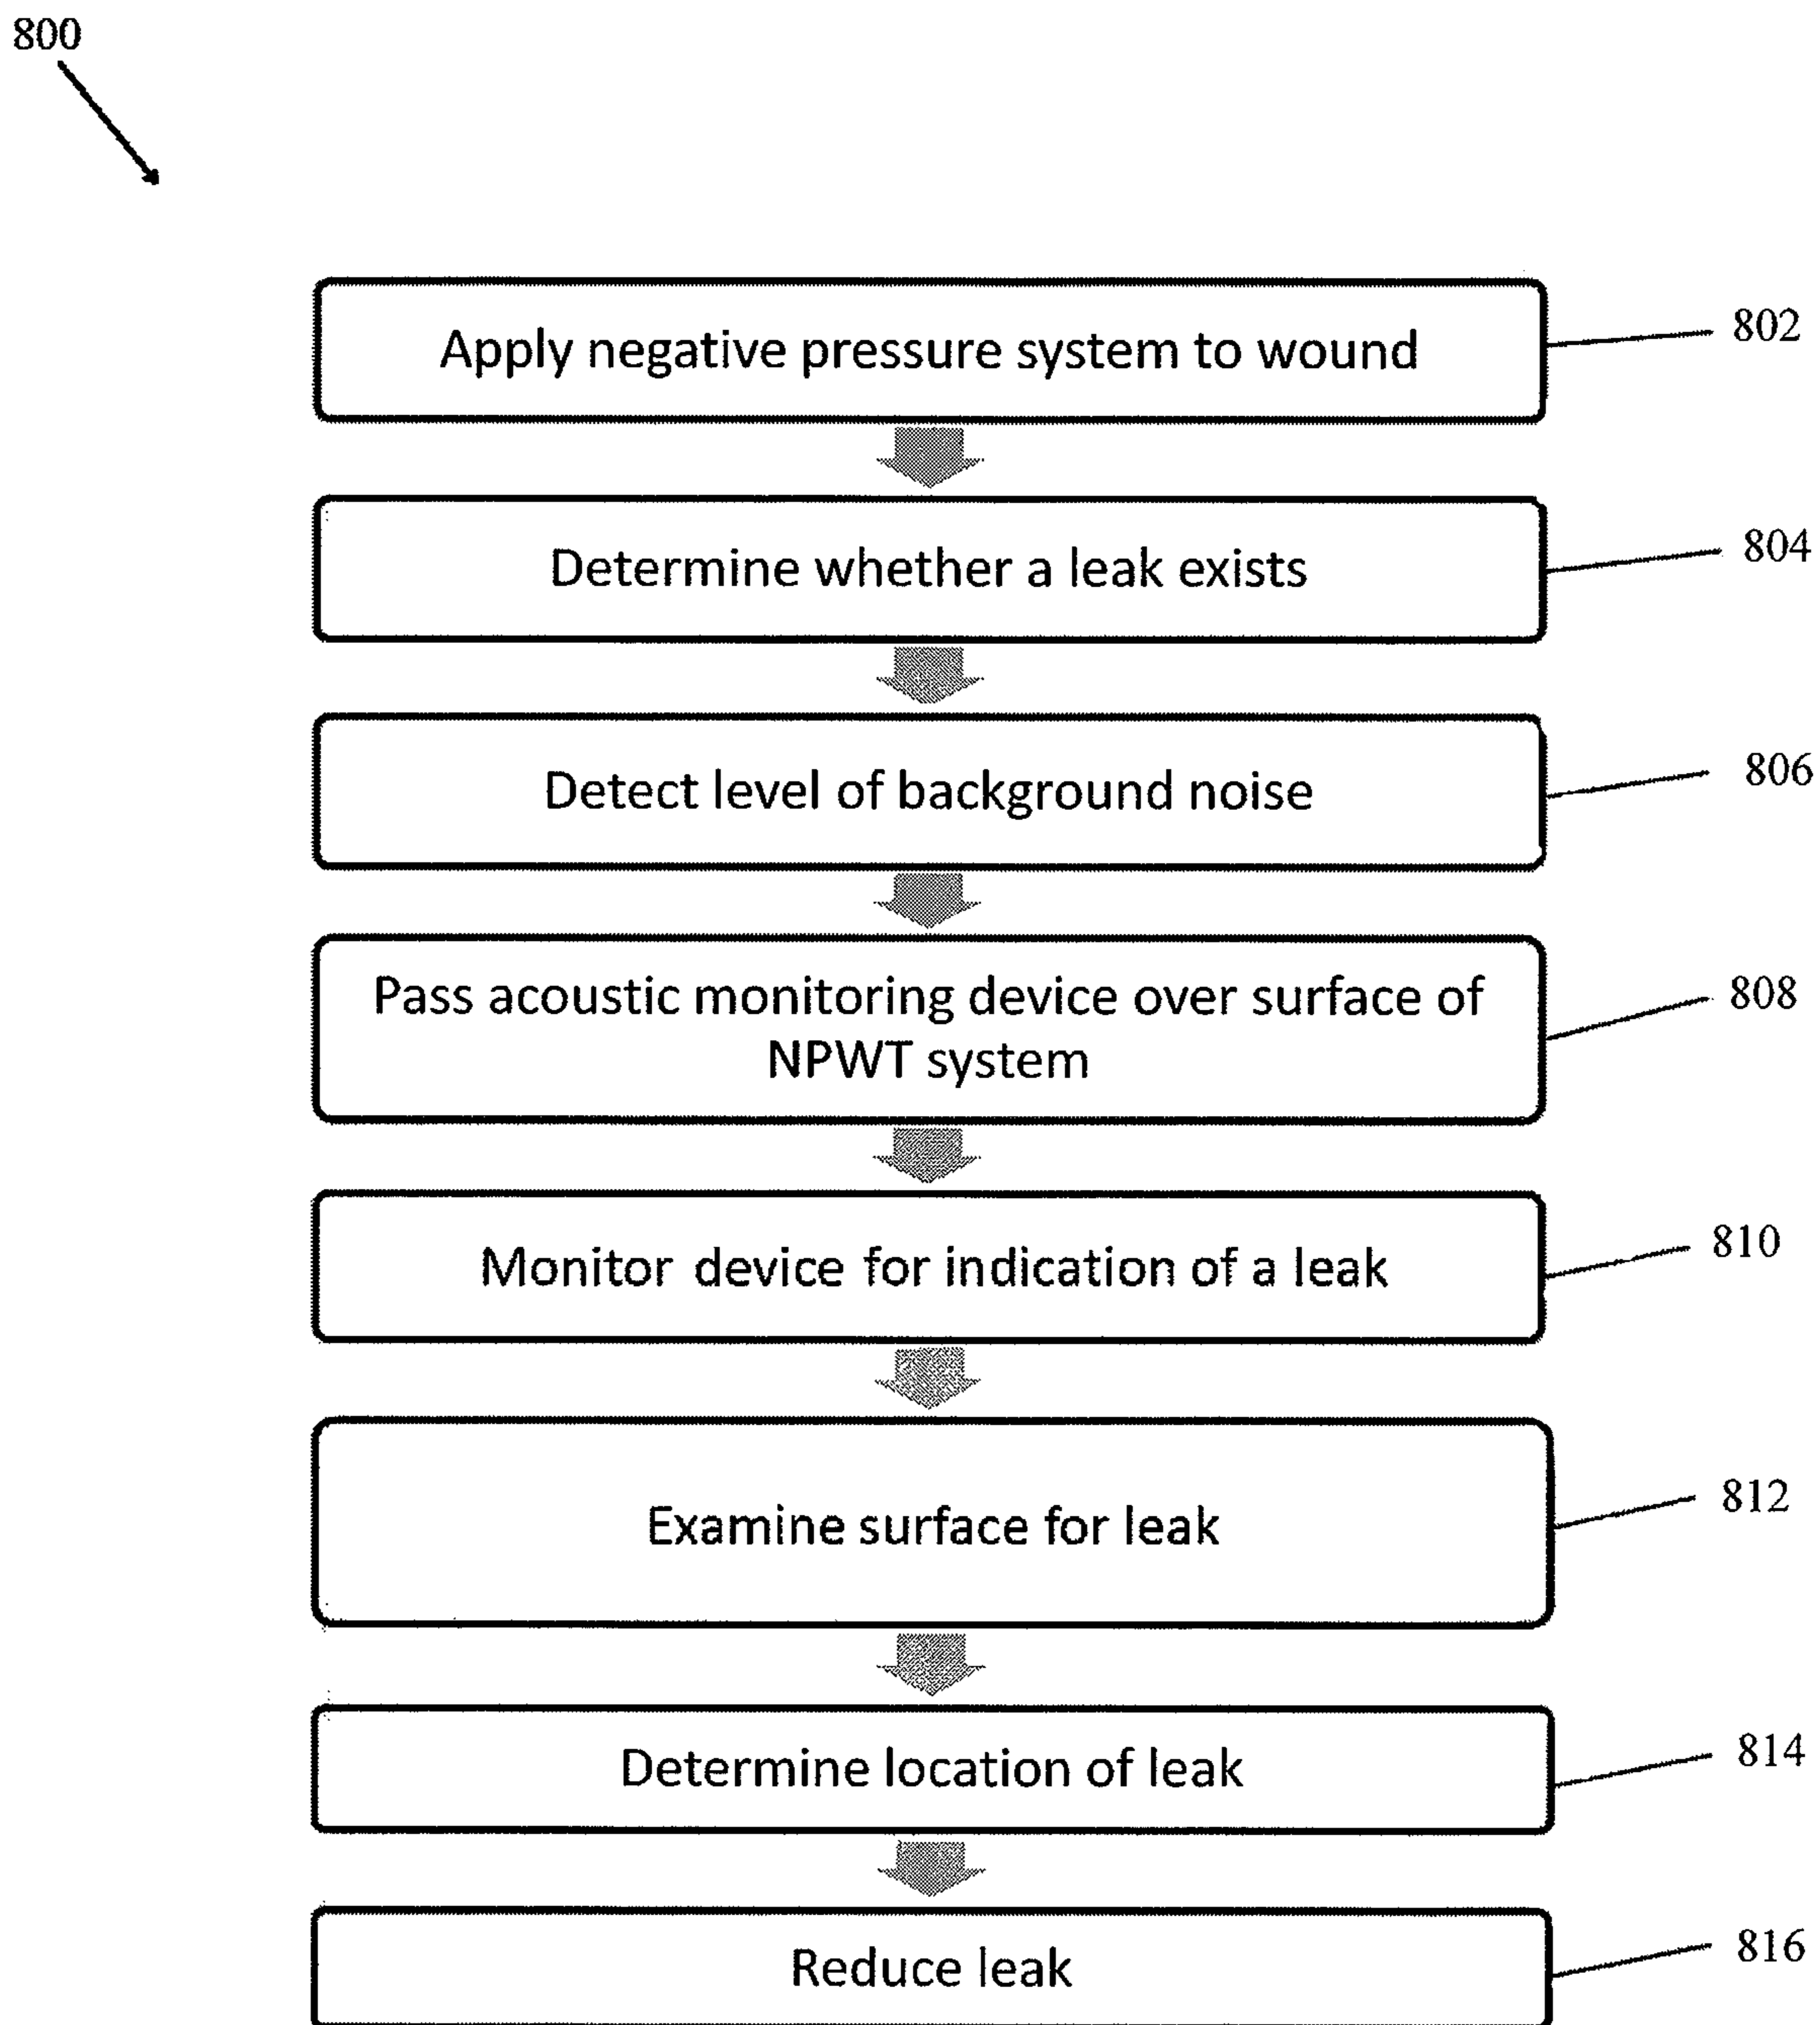 800
Apply negative pressure system to wound
802
Determine whether a leak exists
804
Detect level of background noise
806
Pass acoustic monitoring device over surface of
NPWT system
808
Monitor device for indication of a leak
810
Examine surface for leak
812
Determine location of leak
814
Reduce leak
816